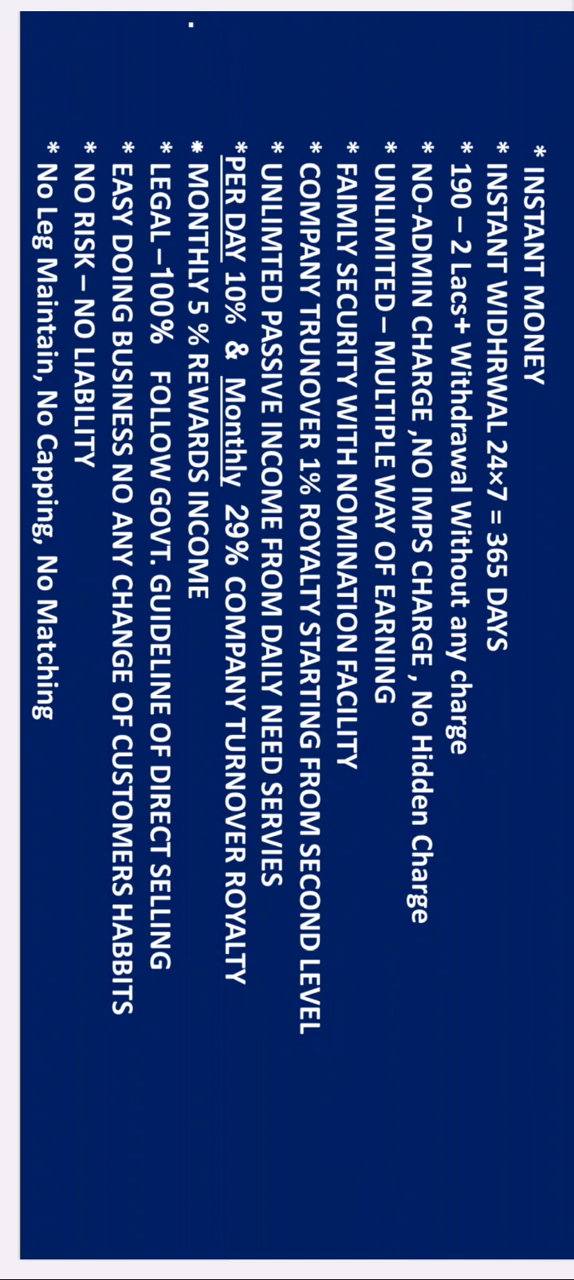 * INSTANT MONEY
* INSTANT WIDHRWAL 24×7 = 365 DAYS
* 190 – 2 Lacs+ Withdrawal Without any charge
* NO-ADMIN CHARGE ,NO IMPS CHARGE , No Hidden Charge
* UNLIMITED – MULTIPLE WAY OF EARNING
* FAIMLY SECURITY WITH NOMINATION FACILITY
* COMPANY TRUNOVER 1% ROYALTY STARTING FROM SECOND LEVEL
* UNLIMTED PASSIVE INCOME FROM DAILY NEED SERVIES
* PER DAY 10% & Monthly 29% COMPANY TURNOVER ROYALTY
* MONTHLY 5 % REWARDS INCOME
* LEGAL –100% FOLLOW GOVT. GUIDELINE OF DIRECT SELLING
* EASY DOING BUSINESS NO ANY CHANGE OF CUSTOMERS HABBITS
* NO RISK – NO LIABILITY
* No Leg Maintain, No Capping, No Matching